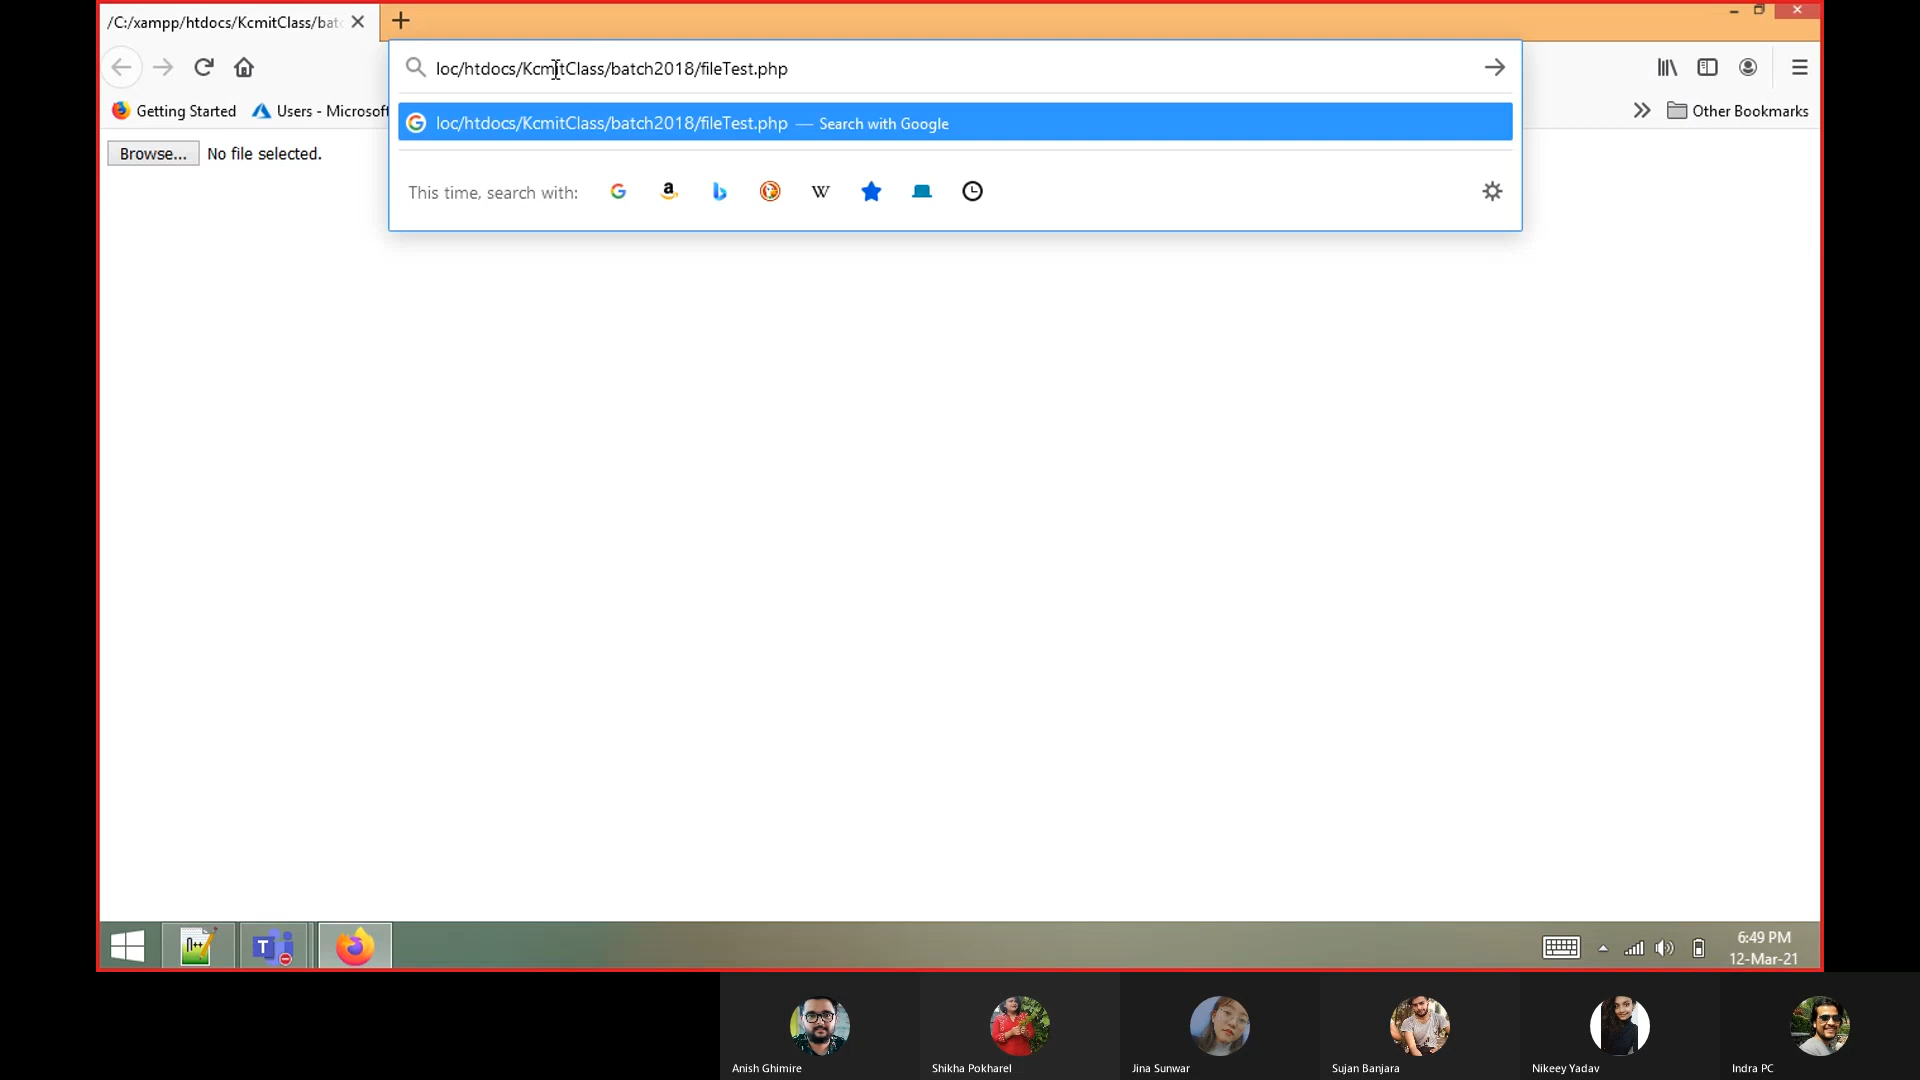 /C:/xampp/htdocs/KcmitClass/bat
loc/htdocs/KcmitClass/batch2018/fileTest.php
Getting Started
Users - Microsoft
loc/htdocs/KcmitClass/batch2018/fileTest.php — Search with Google
Other Bookmarks
Browse... No file selected.
This time, search with:
6:49 PM
12-Mar-21
Anish Ghimire
Shikha Pokharel
Jina Sunwar
Sujan Banjara
Nikeey Yadav
Indra PC